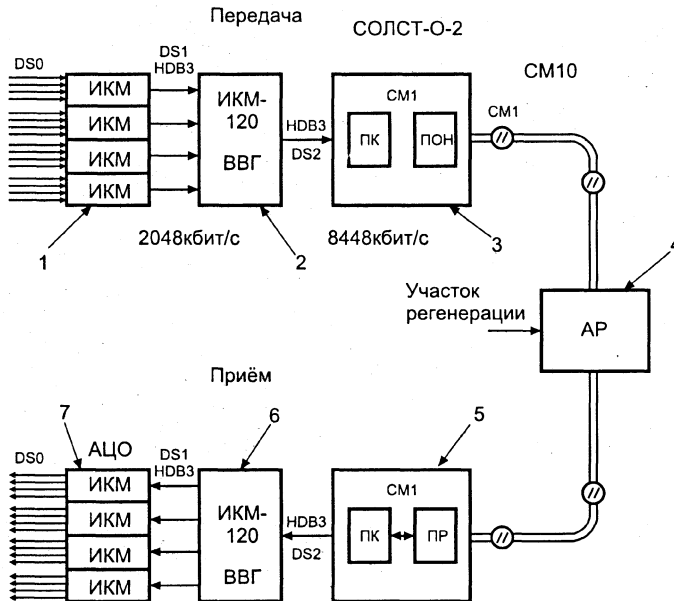 Передача
СОЛСТ-О-2
DS0
DS1
HDB3
СМ10
ИКМ
ИКМ
ИКМ
ИКМ
ИКМ-
120
ВВГ
HDB3
DS2
СМ1
ПК
ПОН
СМ1
1
2048кбит/с
2
8448кбит/с
3
4
Участок
регенерации
АР
Приём
7
АЦО
6
5
DS0
DS1
HDB3
ИКМ
ИКМ
ИКМ
ИКМ
ИКМ-
120
ВВГ
HDB3
DS2
СМ1
ПК
ПР